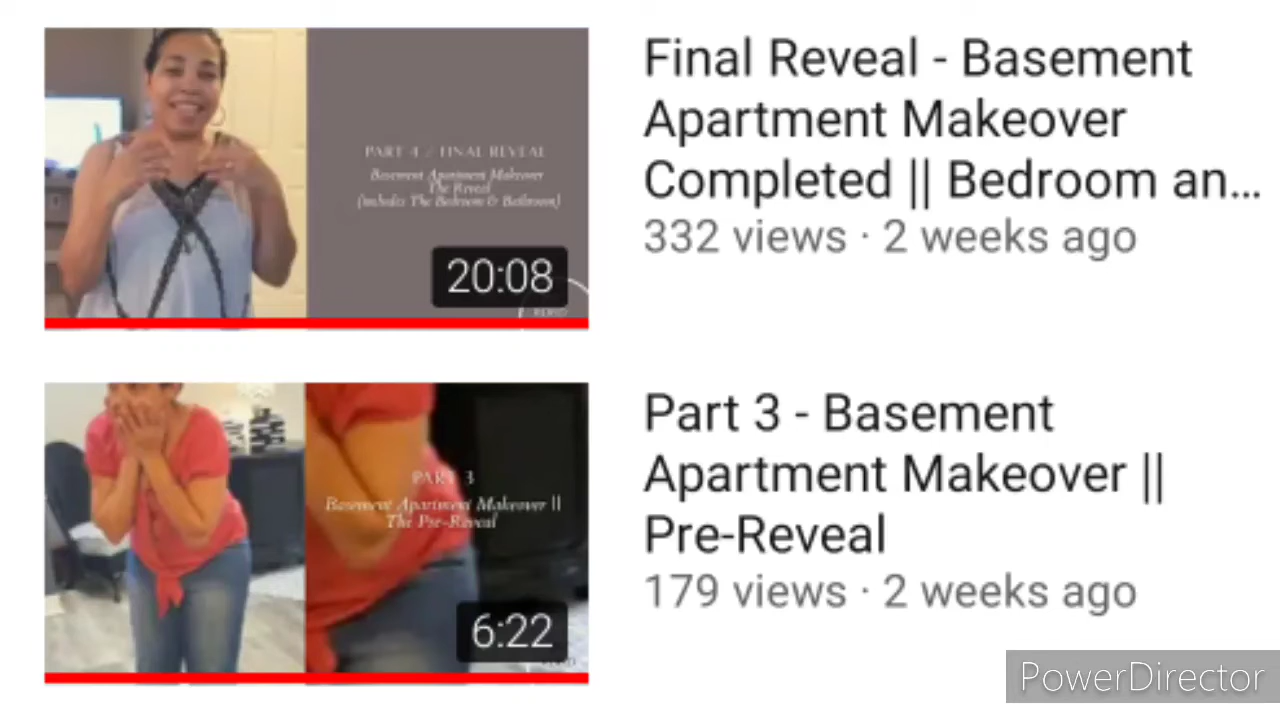 PART 4 / FINAL REVEAL
Basement Apartment Makeover
The Reveal
(includes The Bedroom & Bathroom)
20:08
Final Reveal - Basement
Apartment Makeover
Completed || Bedroom an...
332 views · 2 weeks ago
PART 3
Basement Apartment Makeover ||
The Pre-Reveal
6:22
Part 3 - Basement
Apartment Makeover ||
Pre-Reveal
179 views · 2 weeks ago
PowerDirector